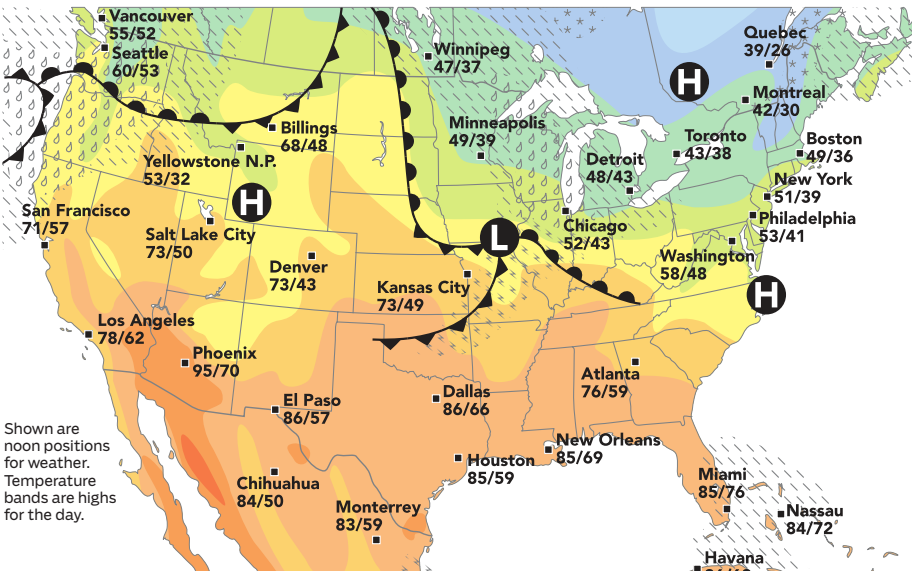 Vancouver
55/52
Seattle
60/53
Winnipeg
47/37
Quebec
39/26
H
Montreal
42/30
Billings
68/48
Minneapolis
49/39
Toronto
43/38
Boston
49/36
Yellowstone N.P.
53/32
Detroit
48/43
New York
51/39
H
San Francisco
71/57
Salt Lake City
73/50
Chicago
52/43
Philadelphia
53/41
L
Washington
58/48
Denver
73/43
Kansas City
73/49
H
Los Angeles
78/62
Phoenix
95/70
Atlanta
76/59
El Paso
86/57
Dallas
86/66
Shown are
noon positions
for weather.
Temperature
bands are highs
for the day.
New Orleans
85/69
Houston
85/59
Chihuahua
84/50
Miami
85/76
Monterrey
83/59
Nassau
84/72
Havana